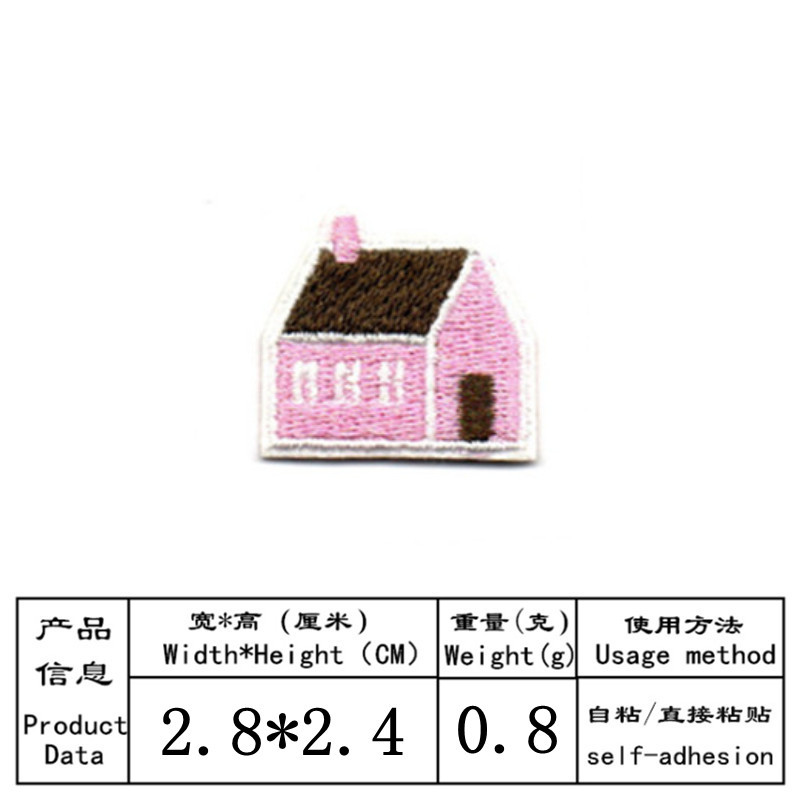 产品
信息
Product
Data
宽*高 (厘米)
Width*Height (CM)
重量(克)
Weight(g)
使用方法
Usage method
2.8*2.4
0.8
自粘/直接粘贴
self-adhesion